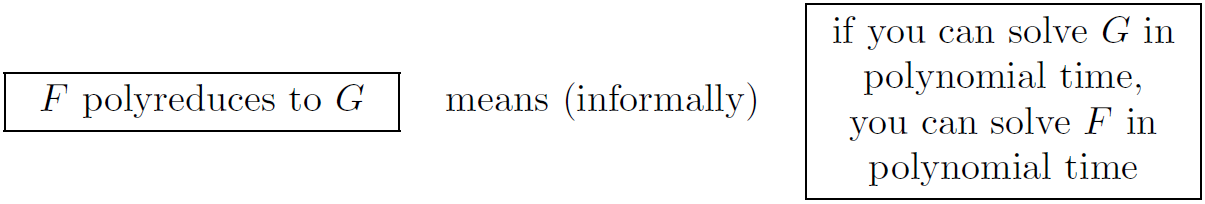 F polyreduces to G
means (informally)
if you can solve G in
polynomial time,
you can solve F in
polynomial time